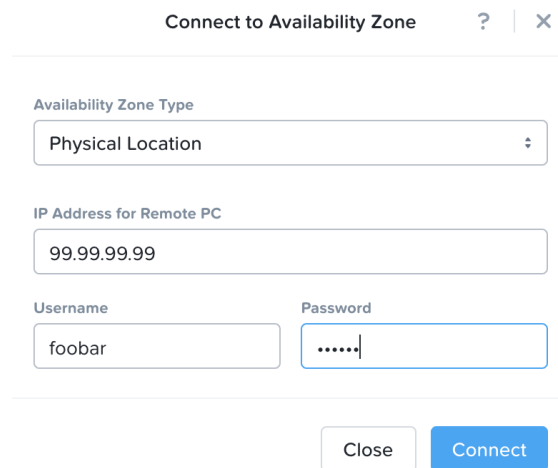 Connect to Availability Zone ? ×
Availability Zone Type
Physical Location
IP Address for Remote PC
99.99.99.99
Username Password
foobar ••••••
Close Connect